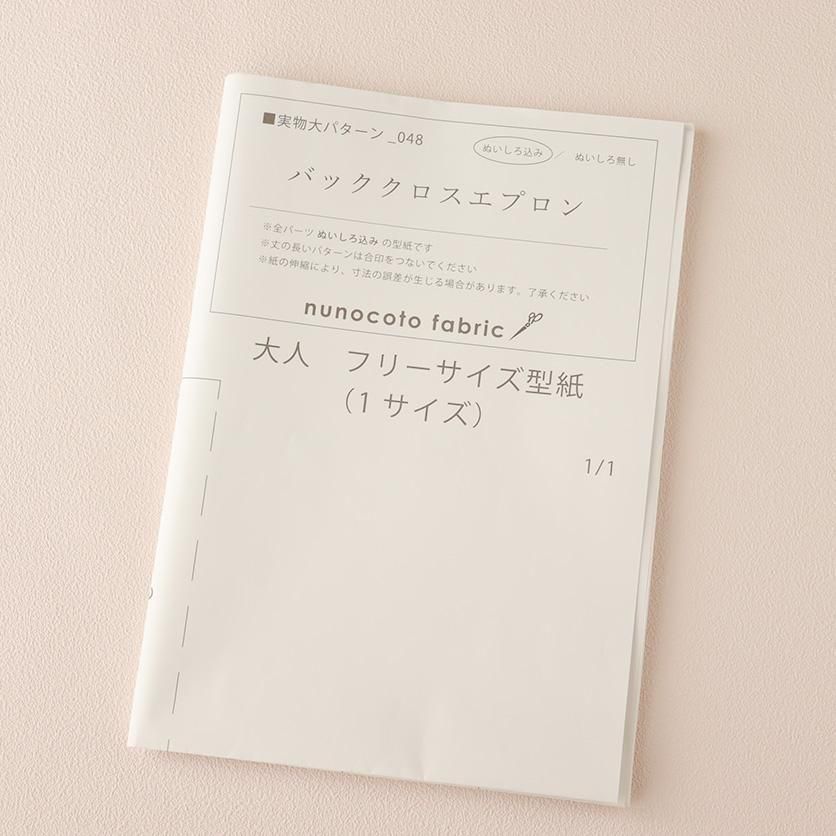 ■実物大パターン_048
ぬいしろ込み ／ ぬいしろ無し
バッククロスエプロン
※全パーツ ぬいしろ込み の型紙です
※丈の長いパターンは合印をつないでください
※紙の伸縮により、寸法の誤差が生じる場合があります。了承ください
nunocoto fabric
大人　フリーサイズ型紙
（1サイズ）
1/1